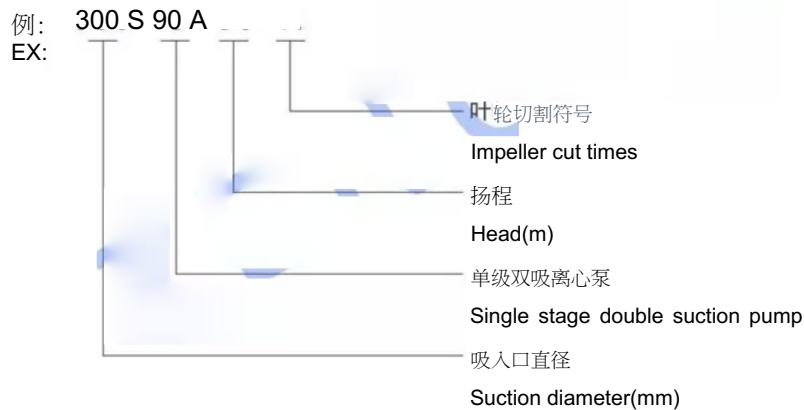 例: 300 S 90 A
EX:
叶轮切割符号
Impeller cut times
扬程
Head(m)
单级双吸离心泵
Single stage double suction pump
吸入口直径
Suction diameter(mm)